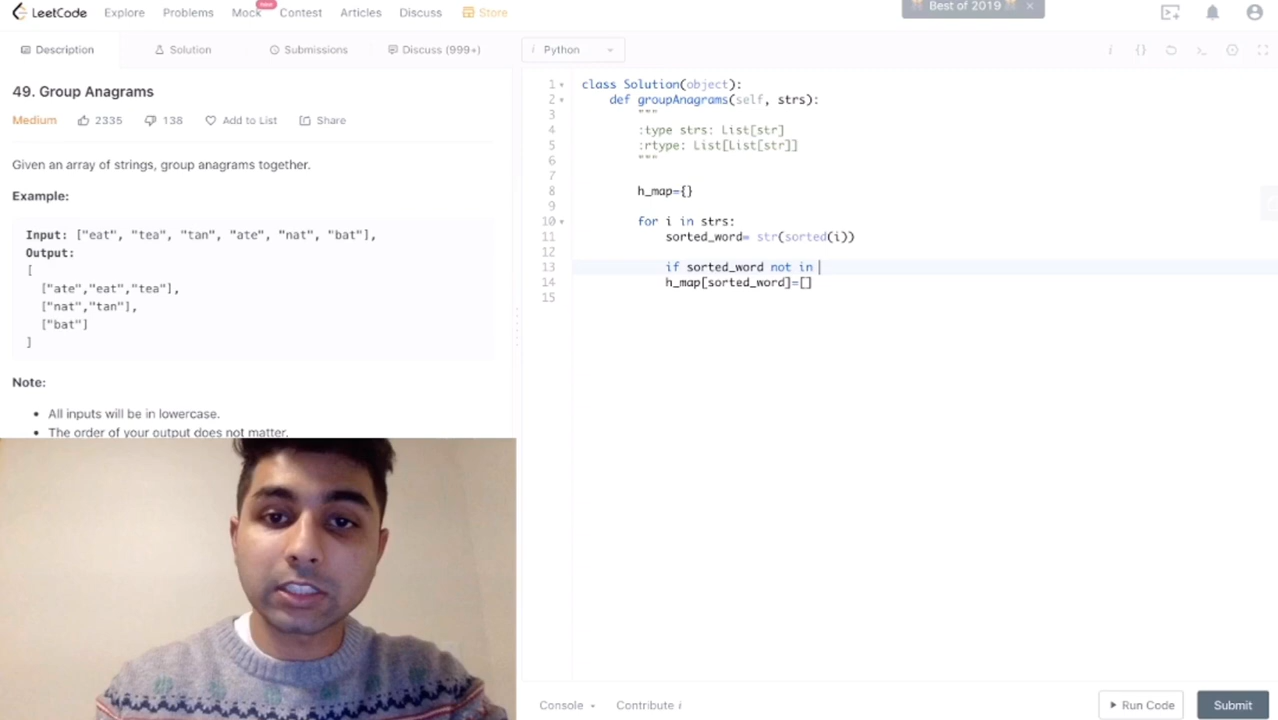 LeetCode Explore Problems Mock new Contest Articles Discuss Store Best of 2019 ×
Description Solution Submissions Discuss (999+) i Python
49. Group Anagrams
Medium 2335 138 Add to List Share
Given an array of strings, group anagrams together.
Example:
Input: ["eat", "tea", "tan", "ate", "nat", "bat"],
Output:
[
["ate","eat","tea"],
["nat","tan"],
["bat"]
]
Note:
• All inputs will be in lowercase.
• The order of your output does not matter.
1 class Solution(object):
2 def groupAnagrams(self, strs):
3 """
4 :type strs: List[str]
5 :rtype: List[List[str]]
6 """
7
8 h_map={}
9
10 for i in strs:
11 sorted_word= str(sorted(i))
12
13 if sorted_word not in
14 h_map[sorted_word]=[]
15
Console Contribute i Run Code Submit